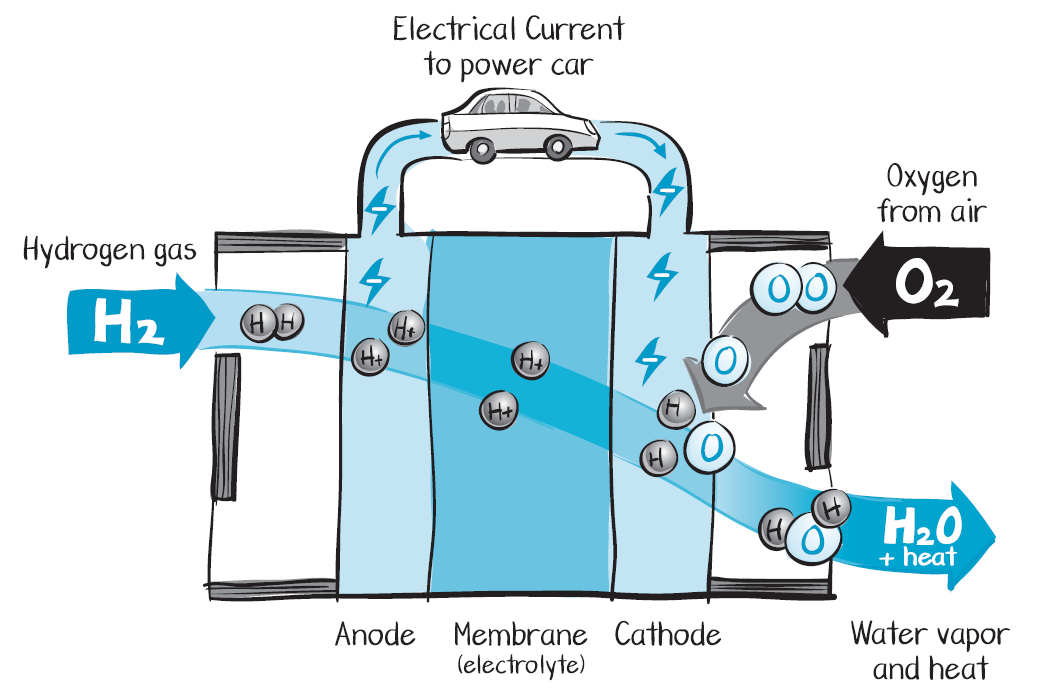 Electrical Current
to power car
Oxygen
from air
Hydrogen gas
H2
O2
H H
H+
H+
H+
H+
O O
O
H
H
O
H
H
O
H2O
+ heat
Anode
Membrane
(electrolyte)
Cathode
Water vapor
and heat